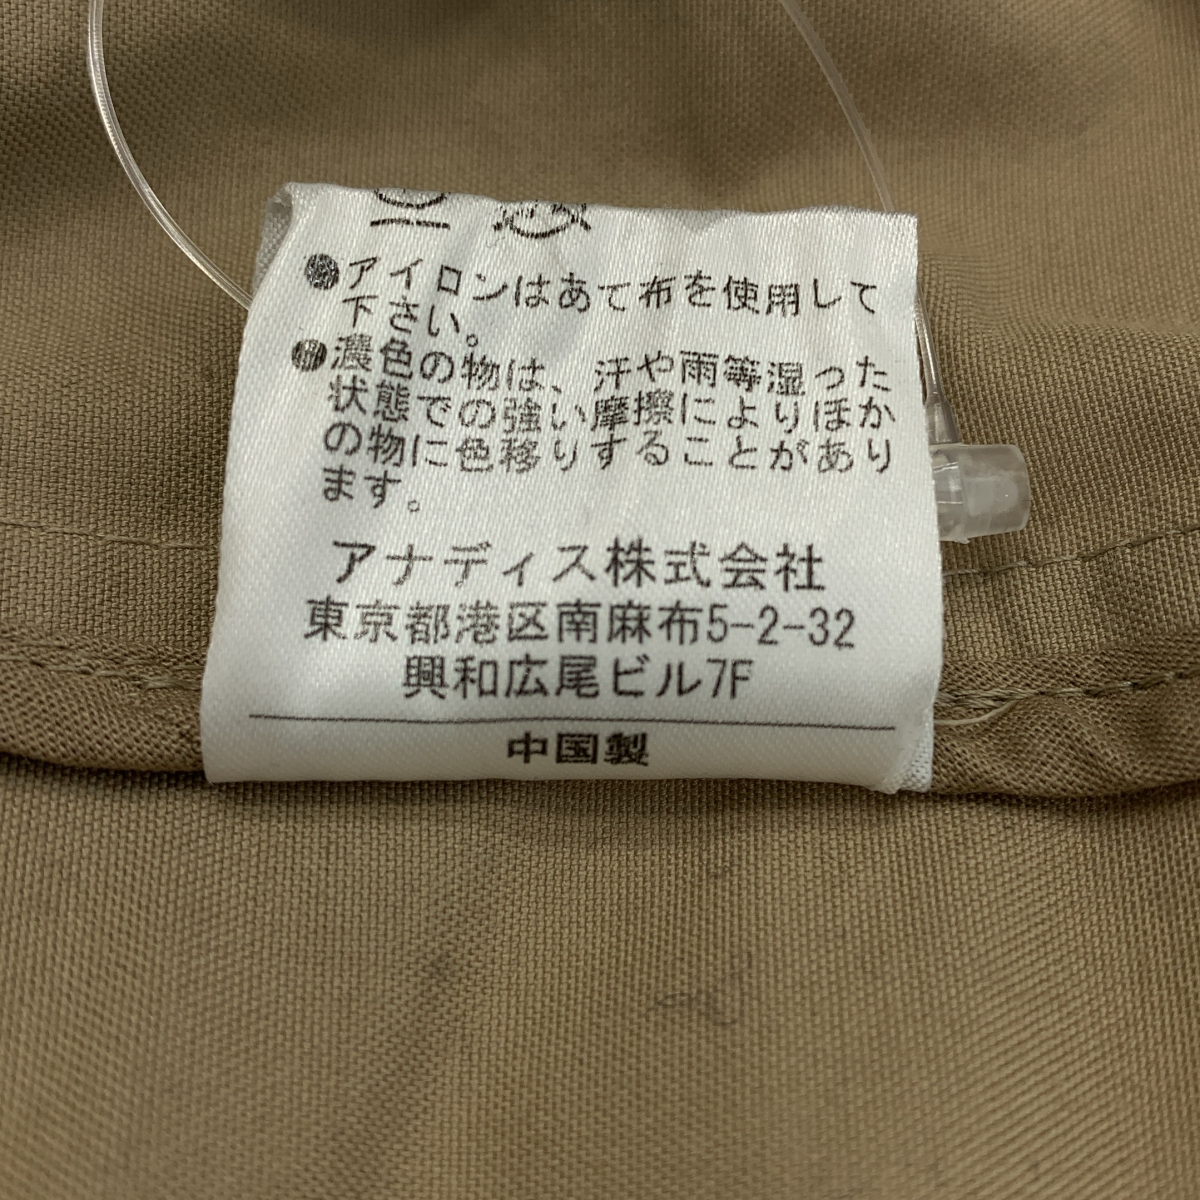 ●アイロンはあて布を使用して
下さい。
●濃色の物は、汗や雨等湿った
状態での強い摩擦によりほか
の物に色移りすることがあり
ます。
アナディス株式会社
東京都港区南麻布5-2-32
興和広尾ビル7F
中国製